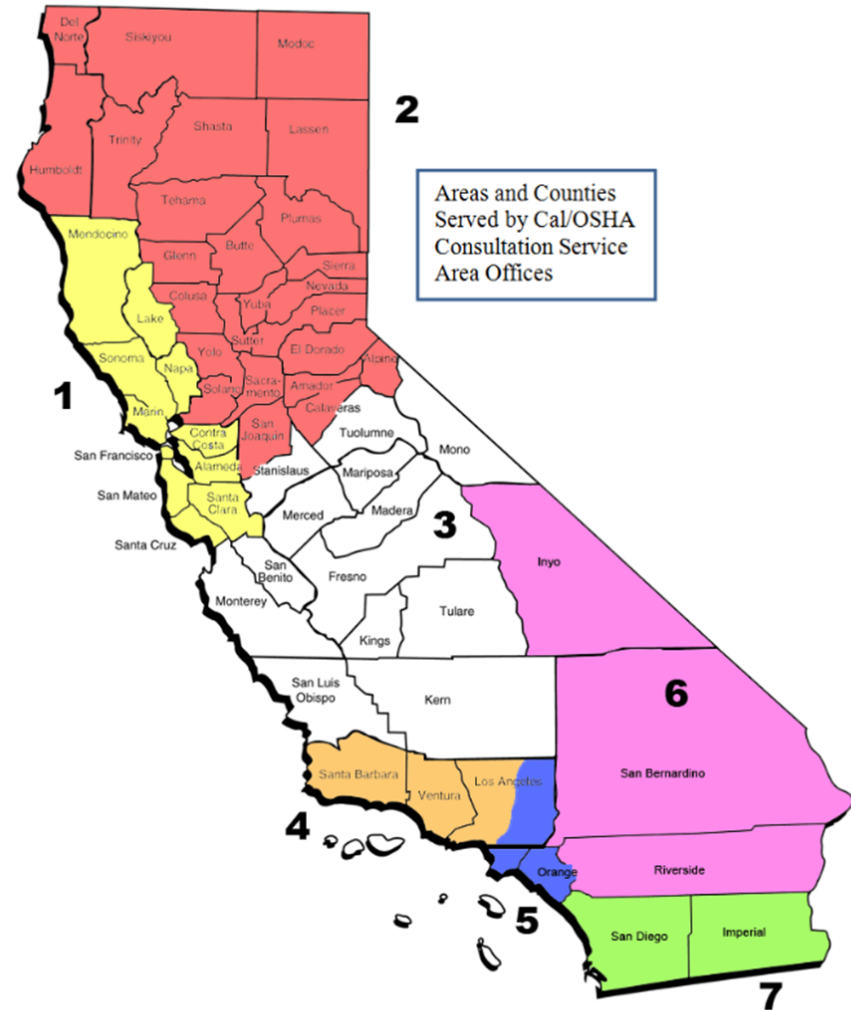 Del
Norte
Siskiyou
Modoc
2
Shasta
Lassen
Trinity
Humboldt
Areas and Counties
Served by Cal/OSHA
Consultation Service
Area Offices
Tehama
Plumas
Mendocino
Butte
Glenn
Sierra
Nevada
Colusa
Yuba
Placer
Lake
Sutter
Yolo
El Dorado
Sonoma
Alpine
Napa
Solano
Sacra-
mento
Amador
1
Marin
Calaveras
San
Joaquin
Contra
Costa
Tuolumne
Mono
San Francisco
Alameda
Stanislaus
Mariposa
San Mateo
Santa
Clara
Merced
Madera
3
Santa Cruz
San
Benito
Fresno
Inyo
Monterey
Tulare
Kings
San Luis
Obispo
Kern
6
Santa Barbara
Los Angeles
San Bernardino
Ventura
4
Orange
Riverside
5
San Diego
Imperial
7